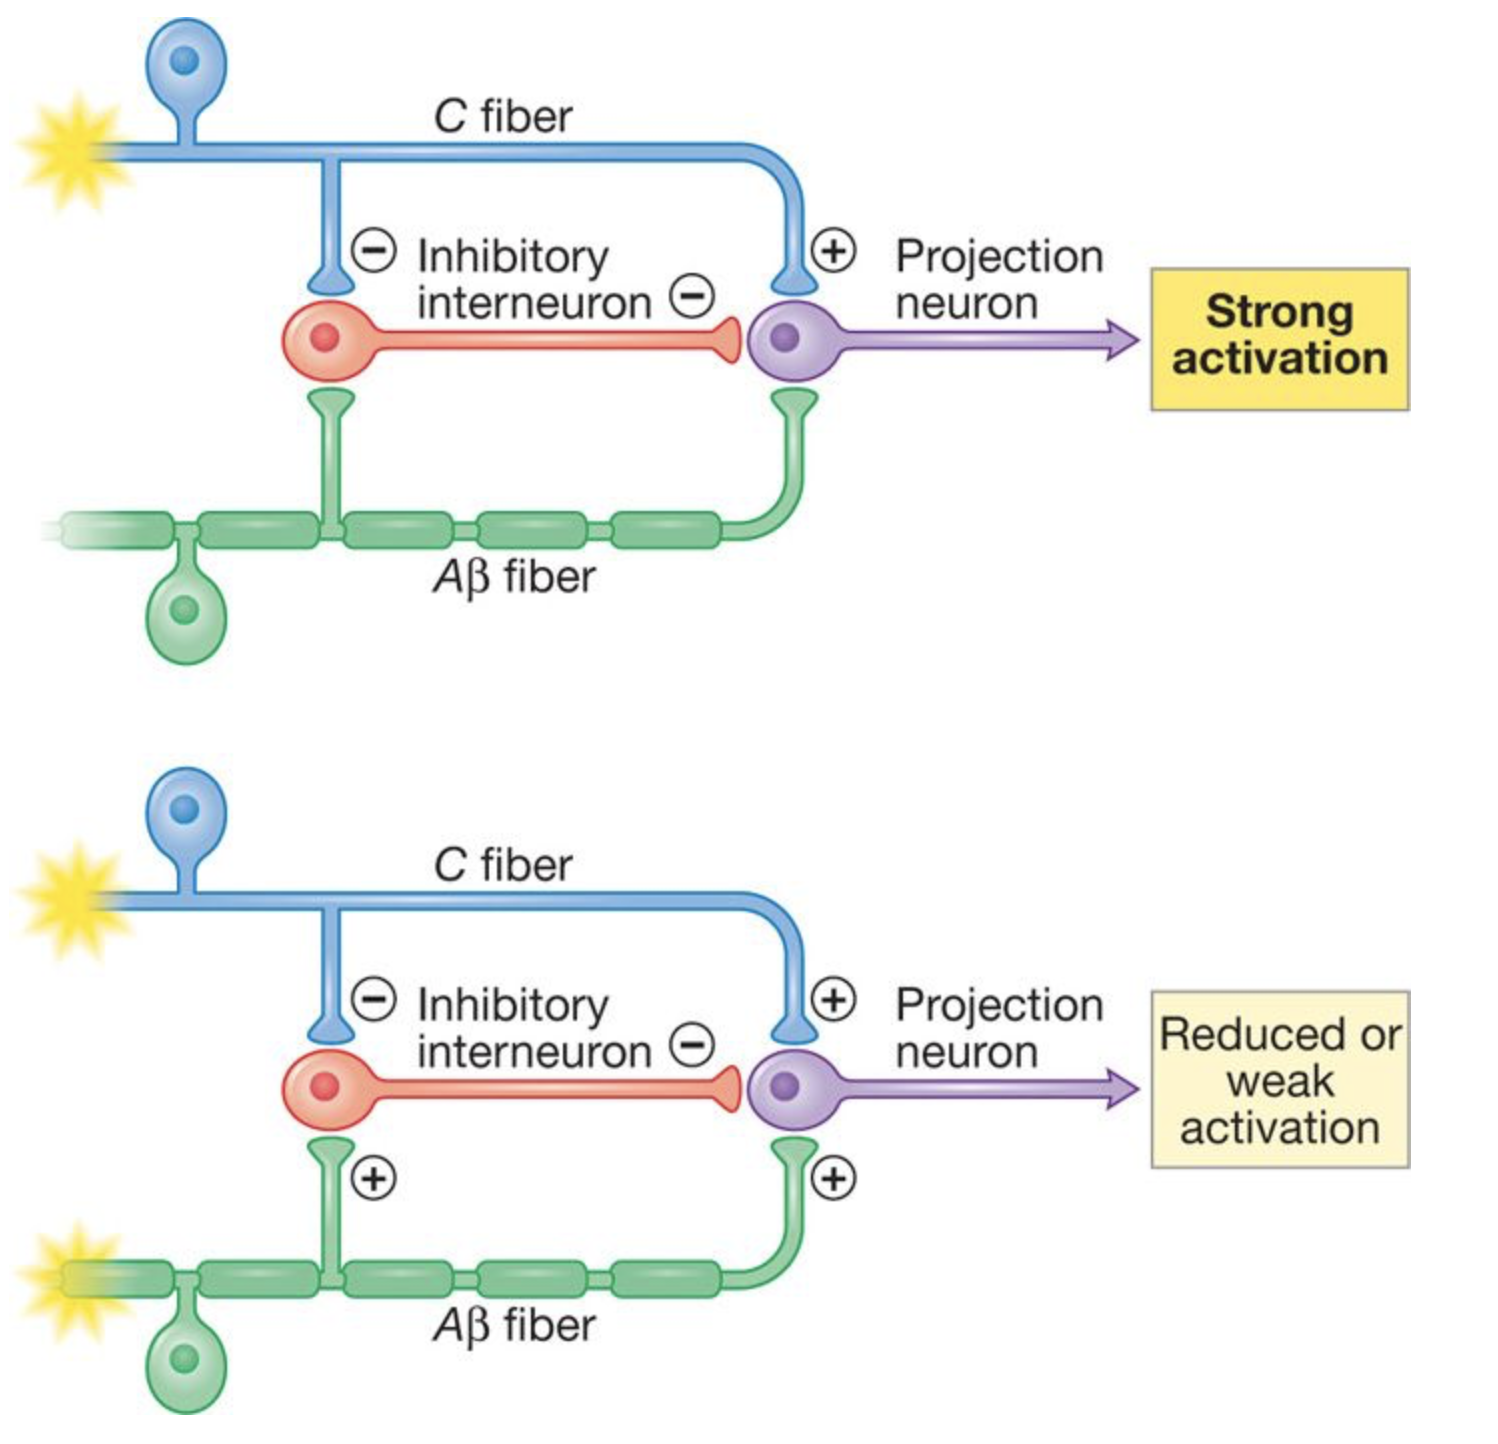 C fiber
⊖ Inhibitory
interneuron ⊖
⊕ Projection
neuron
Strong
activation
Aβ fiber
C fiber
⊖ Inhibitory
interneuron ⊖
⊕ Projection
neuron
Reduced or
weak
activation
⊕
⊕
Aβ fiber